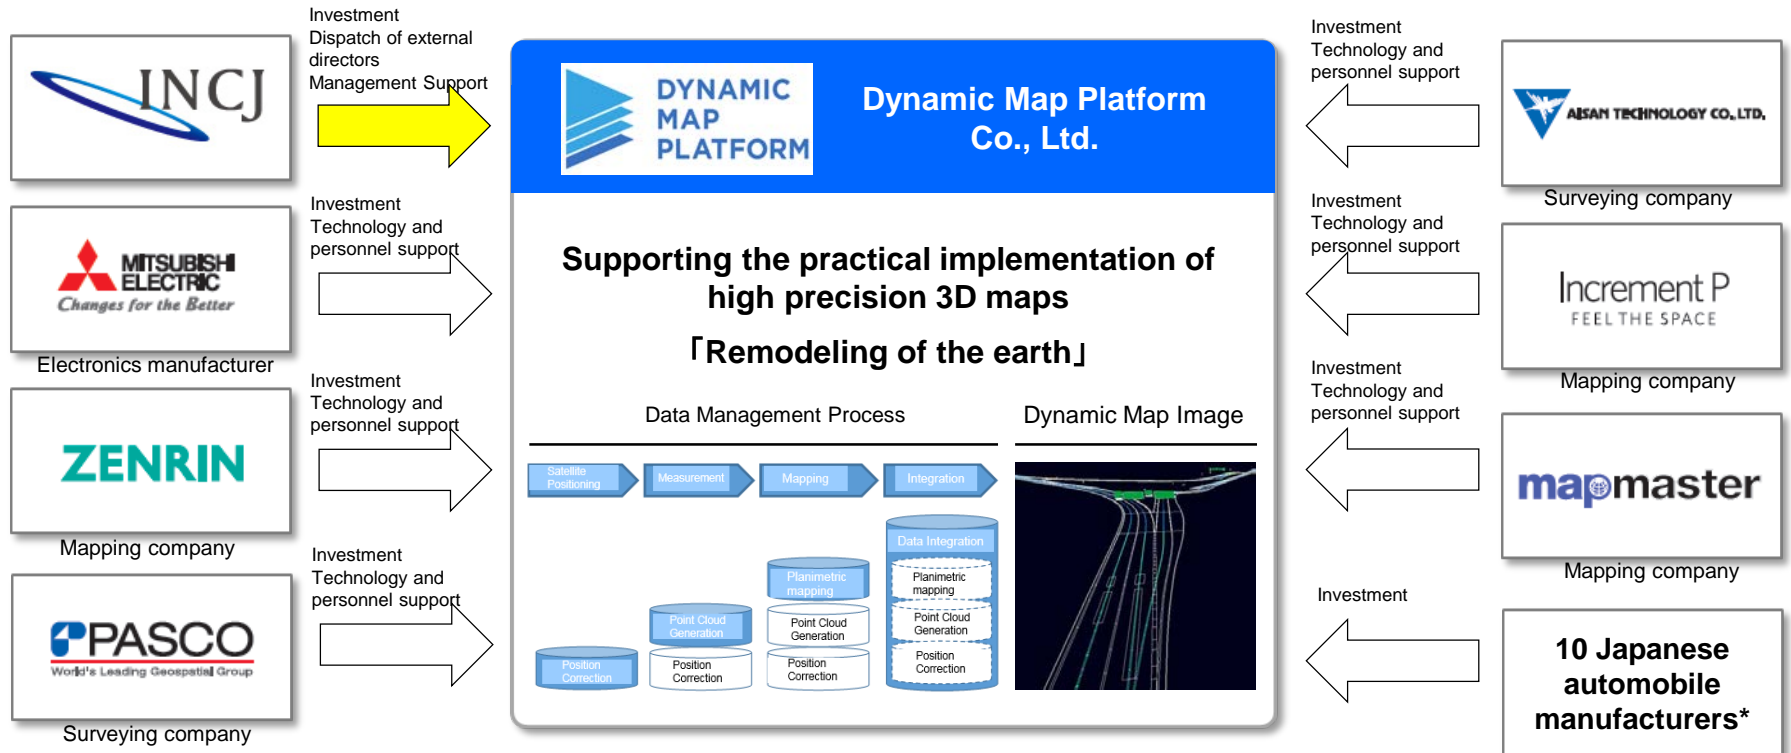 Investment
Dispatch of external
directors
Management Support
INCJ
Investment
Technology and
personnel support
MITSUBISHI
ELECTRIC
Changes for the Better
Electronics manufacturer
Investment
Technology and
personnel support
ZENRIN
Mapping company
Investment
Technology and
personnel support
PASCO
World's Leading Geospatial Group
Surveying company
DYNAMIC
MAP
PLATFORM
Dynamic Map Platform
Co., Ltd.
Supporting the practical implementation of
high precision 3D maps
「Remodeling of the earth」
Data Management Process
Satellite
Positioning
Measurement
Mapping
Integration
Position
Correction
Point Cloud
Generation
Position
Correction
Planimetric
mapping
Point Cloud
Generation
Position
Correction
Data Integration
Planimetric
mapping
Point Cloud
Generation
Position
Correction
Dynamic Map Image
Investment
Technology and
personnel support
AISAN TECHNOLOGY CO., LTD.
Surveying company
Investment
Technology and
personnel support
Increment P
FEEL THE SPACE
Mapping company
Investment
Technology and
personnel support
mapmaster
Mapping company
Investment
10 Japanese
automobile
manufacturers*